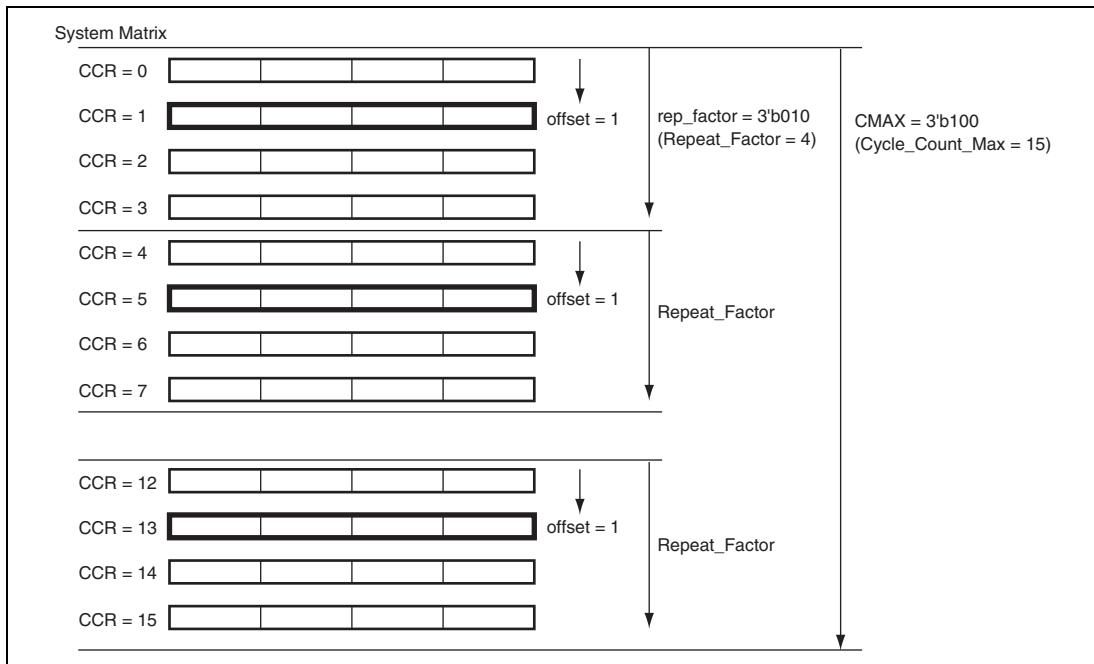 System Matrix
CCR = 0
CCR = 1
offset = 1
rep_factor = 3'b010
(Repeat_Factor = 4)
CMAX = 3'b100
(Cycle_Count_Max = 15)
CCR = 2
CCR = 3
CCR = 4
CCR = 5
offset = 1
Repeat_Factor
CCR = 6
CCR = 7
CCR = 12
CCR = 13
offset = 1
Repeat_Factor
CCR = 14
CCR = 15